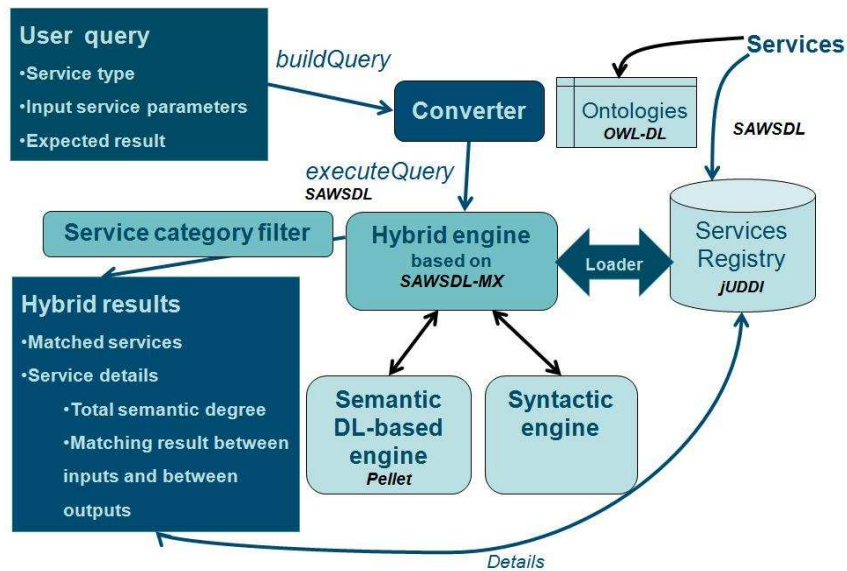 User query
•Service type
•Input service parameters
•Expected result
buildQuery
Converter
Ontologies
OWL-DL
Services
SAWSDL
executeQuery
SAWSDL
Service category filter
Hybrid engine
based on
SAWSDL-MX
Loader
Services
Registry
jUDDI
Hybrid results
•Matched services
•Service details
•Total semantic degree
•Matching result between
inputs and between
outputs
Semantic
DL-based
engine
Pellet
Syntactic
engine
Details